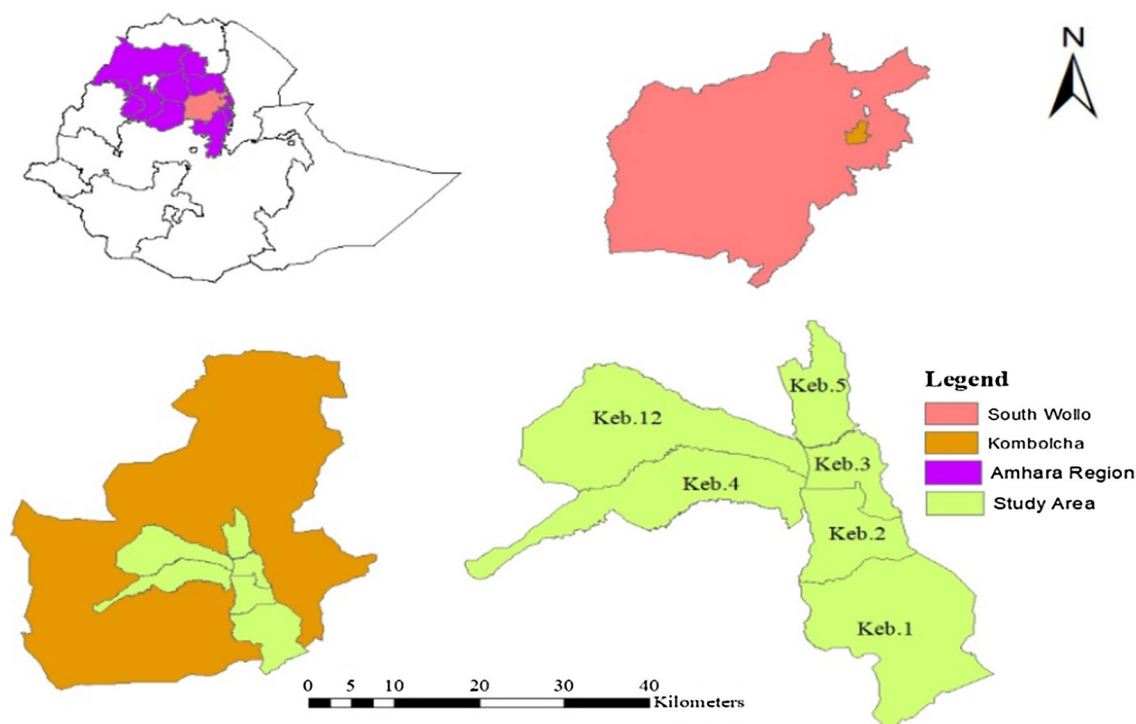 N
Keb.5
Keb.12
Keb.3
Keb.4
Keb.2
Keb.1
Legend
South Wollo
Kombolcha
Amhara Region
Study Area
0 5 10 20 30 40
Kilometers